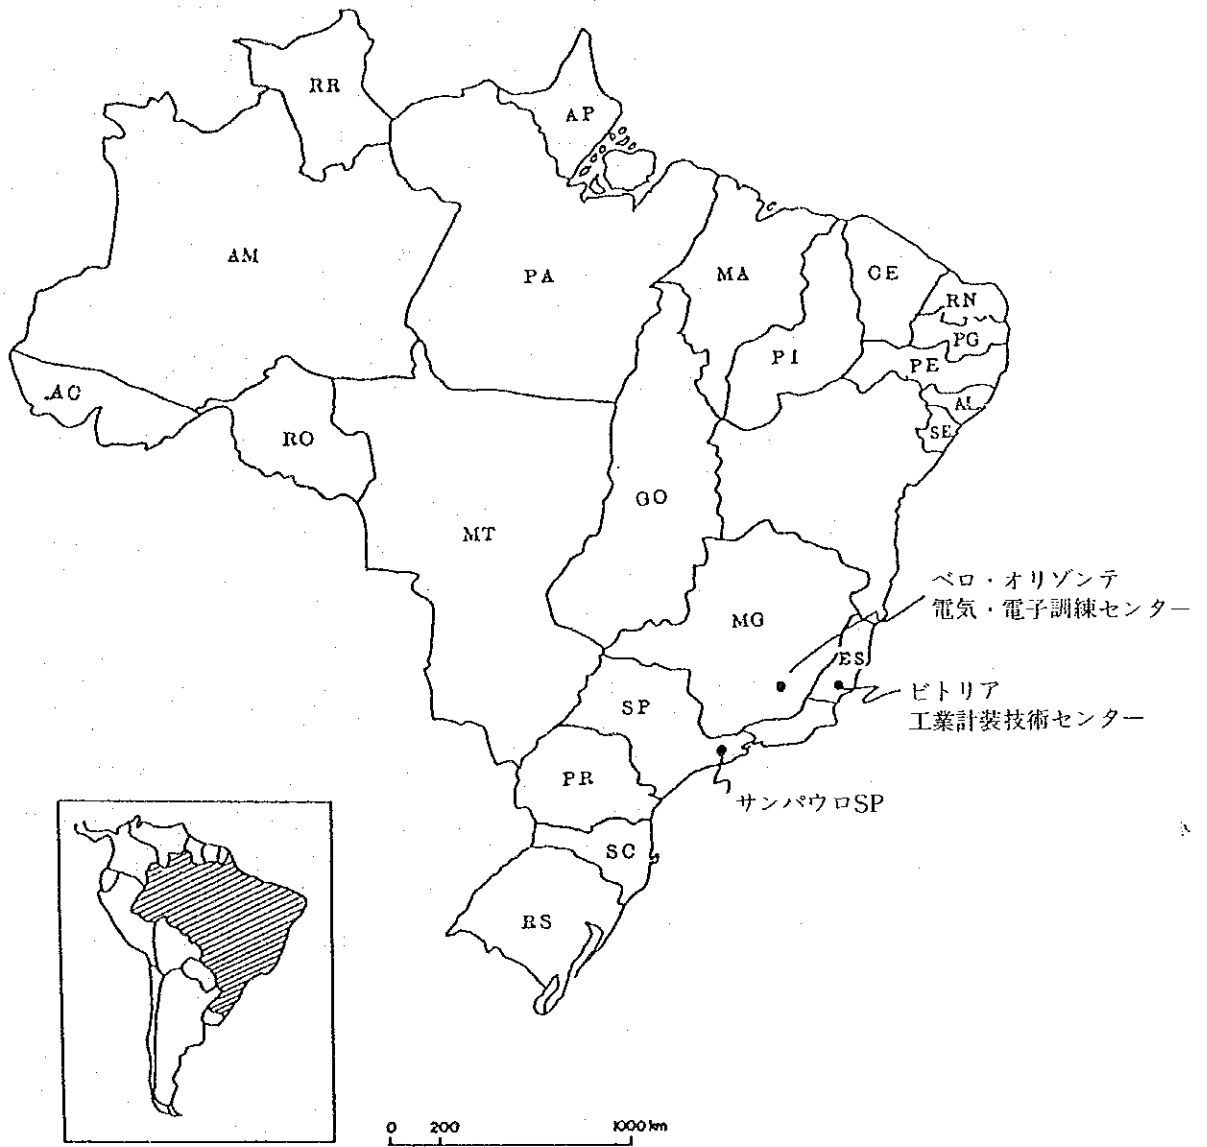 RR
AP
AM
PA
MA
CE
RN
PG
PI
PE
AC
AL
SE
RO
GO
MT
ベロ・オリゾンテ
電気・電子訓練センター
MG
ES
ビトリア
工業計装技術センター
SP
サンパウロSP
PR
SC
RS
0 200 1000km